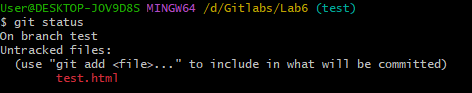 User@DESKTOP-JOV9D8S MINGW64 /d/Gitlabs/Lab6 (test)
$ git status
On branch test
Untracked files:
  (use "git add <file>..." to include in what will be committed)
        test.html